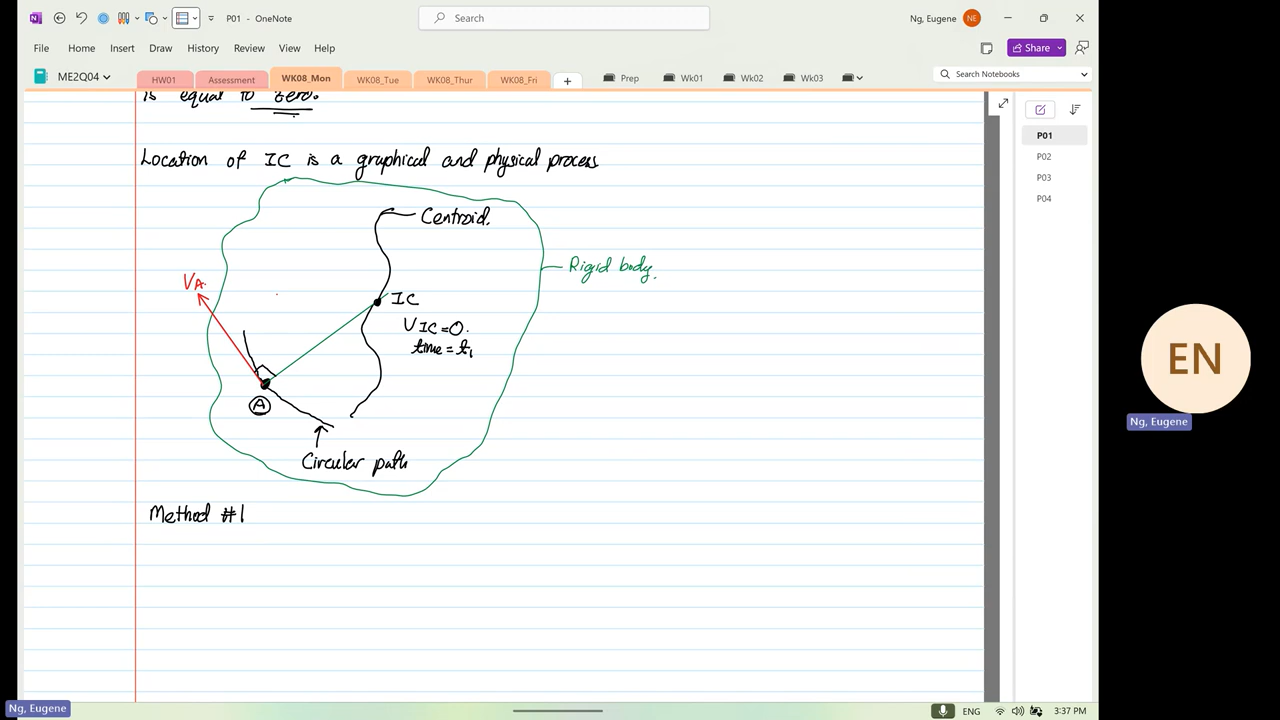 P01 - OneNote
Search
Ng, Eugene
NE
File
Home
Insert
Draw
History
Review
View
Help
Share
ME2Q04
HW01
Assessment
WK08_Mon
WK08_Tue
WK08_Thur
WK08_Fri
Prep
Wk01
Wk02
Wk03
Search Notebooks
P01
P02
P03
P04
is equal to zero.
Location of IC is a graphical and physical process
Centroid.
Rigid body.
VA
IC
VIC=0.
time = t1
A
Circular path
Method #1
EN
Ng, Eugene
Ng, Eugene
ENG
3:37 PM